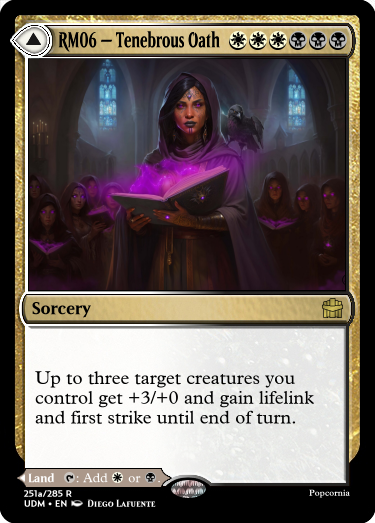 RM06 – Tenebrous Oath
Sorcery
Up to three target creatures you
control get +3/+0 and gain lifelink
and first strike until end of turn.
Land : Add or .
251a/285 R Popcornia
UDM • EN Diego Lafuente